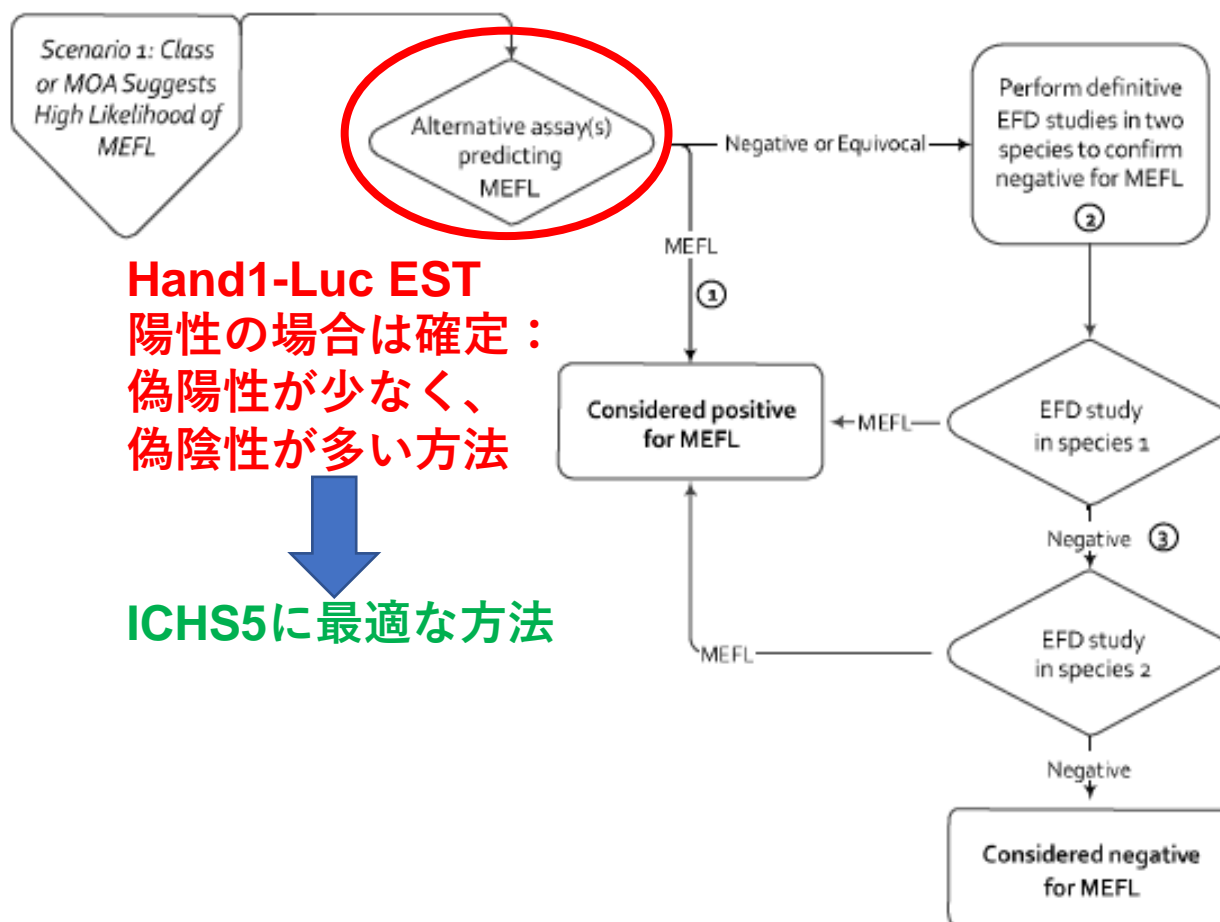 Scenario 1: Class
or MOA Suggests
High Likelihood of
MEFL
Alternative assay(s)
predicting
MEFL
Negative or Equivocal
Perform definitive
EFD studies in two
species to confirm
negative for MEFL
②
MEFL
①
Hand1-Luc EST
陽性の場合は確定：
偽陽性が少なく、
偽陰性が多い方法
ICHS5に最適な方法
Considered positive
for MEFL
MEFL
EFD study
in species 1
Negative ③
MEFL
EFD study
in species 2
Negative
Considered negative
for MEFL